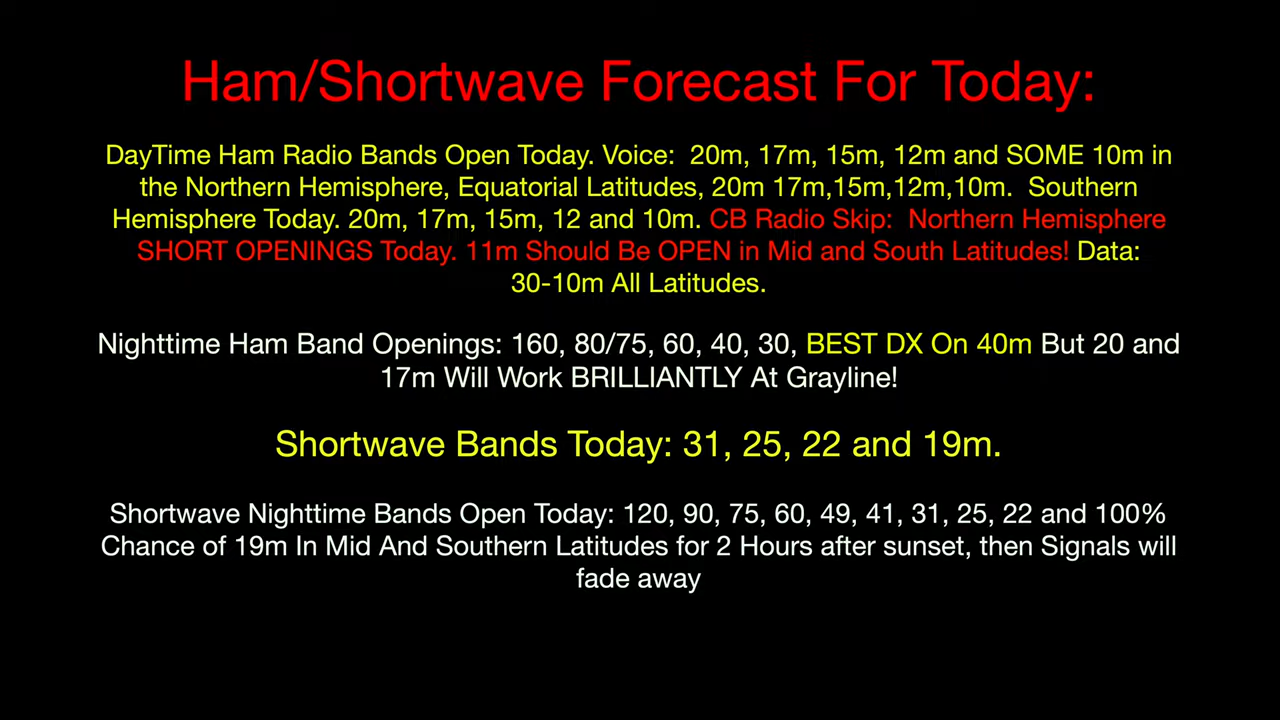 Ham/Shortwave Forecast For Today:
DayTime Ham Radio Bands Open Today. Voice:  20m, 17m, 15m, 12m and SOME 10m in
the Northern Hemisphere, Equatorial Latitudes, 20m 17m,15m,12m,10m.  Southern
Hemisphere Today. 20m, 17m, 15m, 12 and 10m. CB Radio Skip:  Northern Hemisphere
SHORT OPENINGS Today. 11m Should Be OPEN in Mid and South Latitudes! Data:
30-10m All Latitudes.
Nighttime Ham Band Openings: 160, 80/75, 60, 40, 30, BEST DX On 40m But 20 and
17m Will Work BRILLIANTLY At Grayline!
Shortwave Bands Today: 31, 25, 22 and 19m.
Shortwave Nighttime Bands Open Today: 120, 90, 75, 60, 49, 41, 31, 25, 22 and 100%
Chance of 19m In Mid And Southern Latitudes for 2 Hours after sunset, then Signals will
fade away